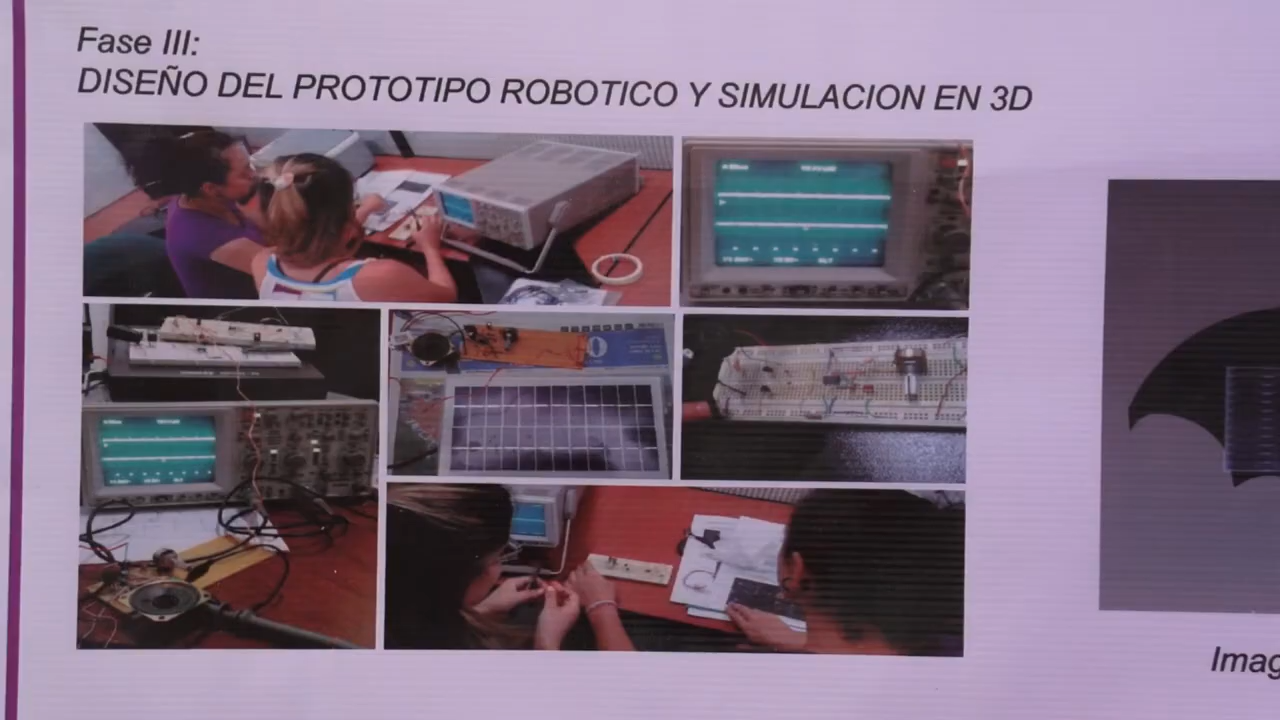 Fase III:
DISEÑO DEL PROTOTIPO ROBOTICO Y SIMULACION EN 3D
Imag